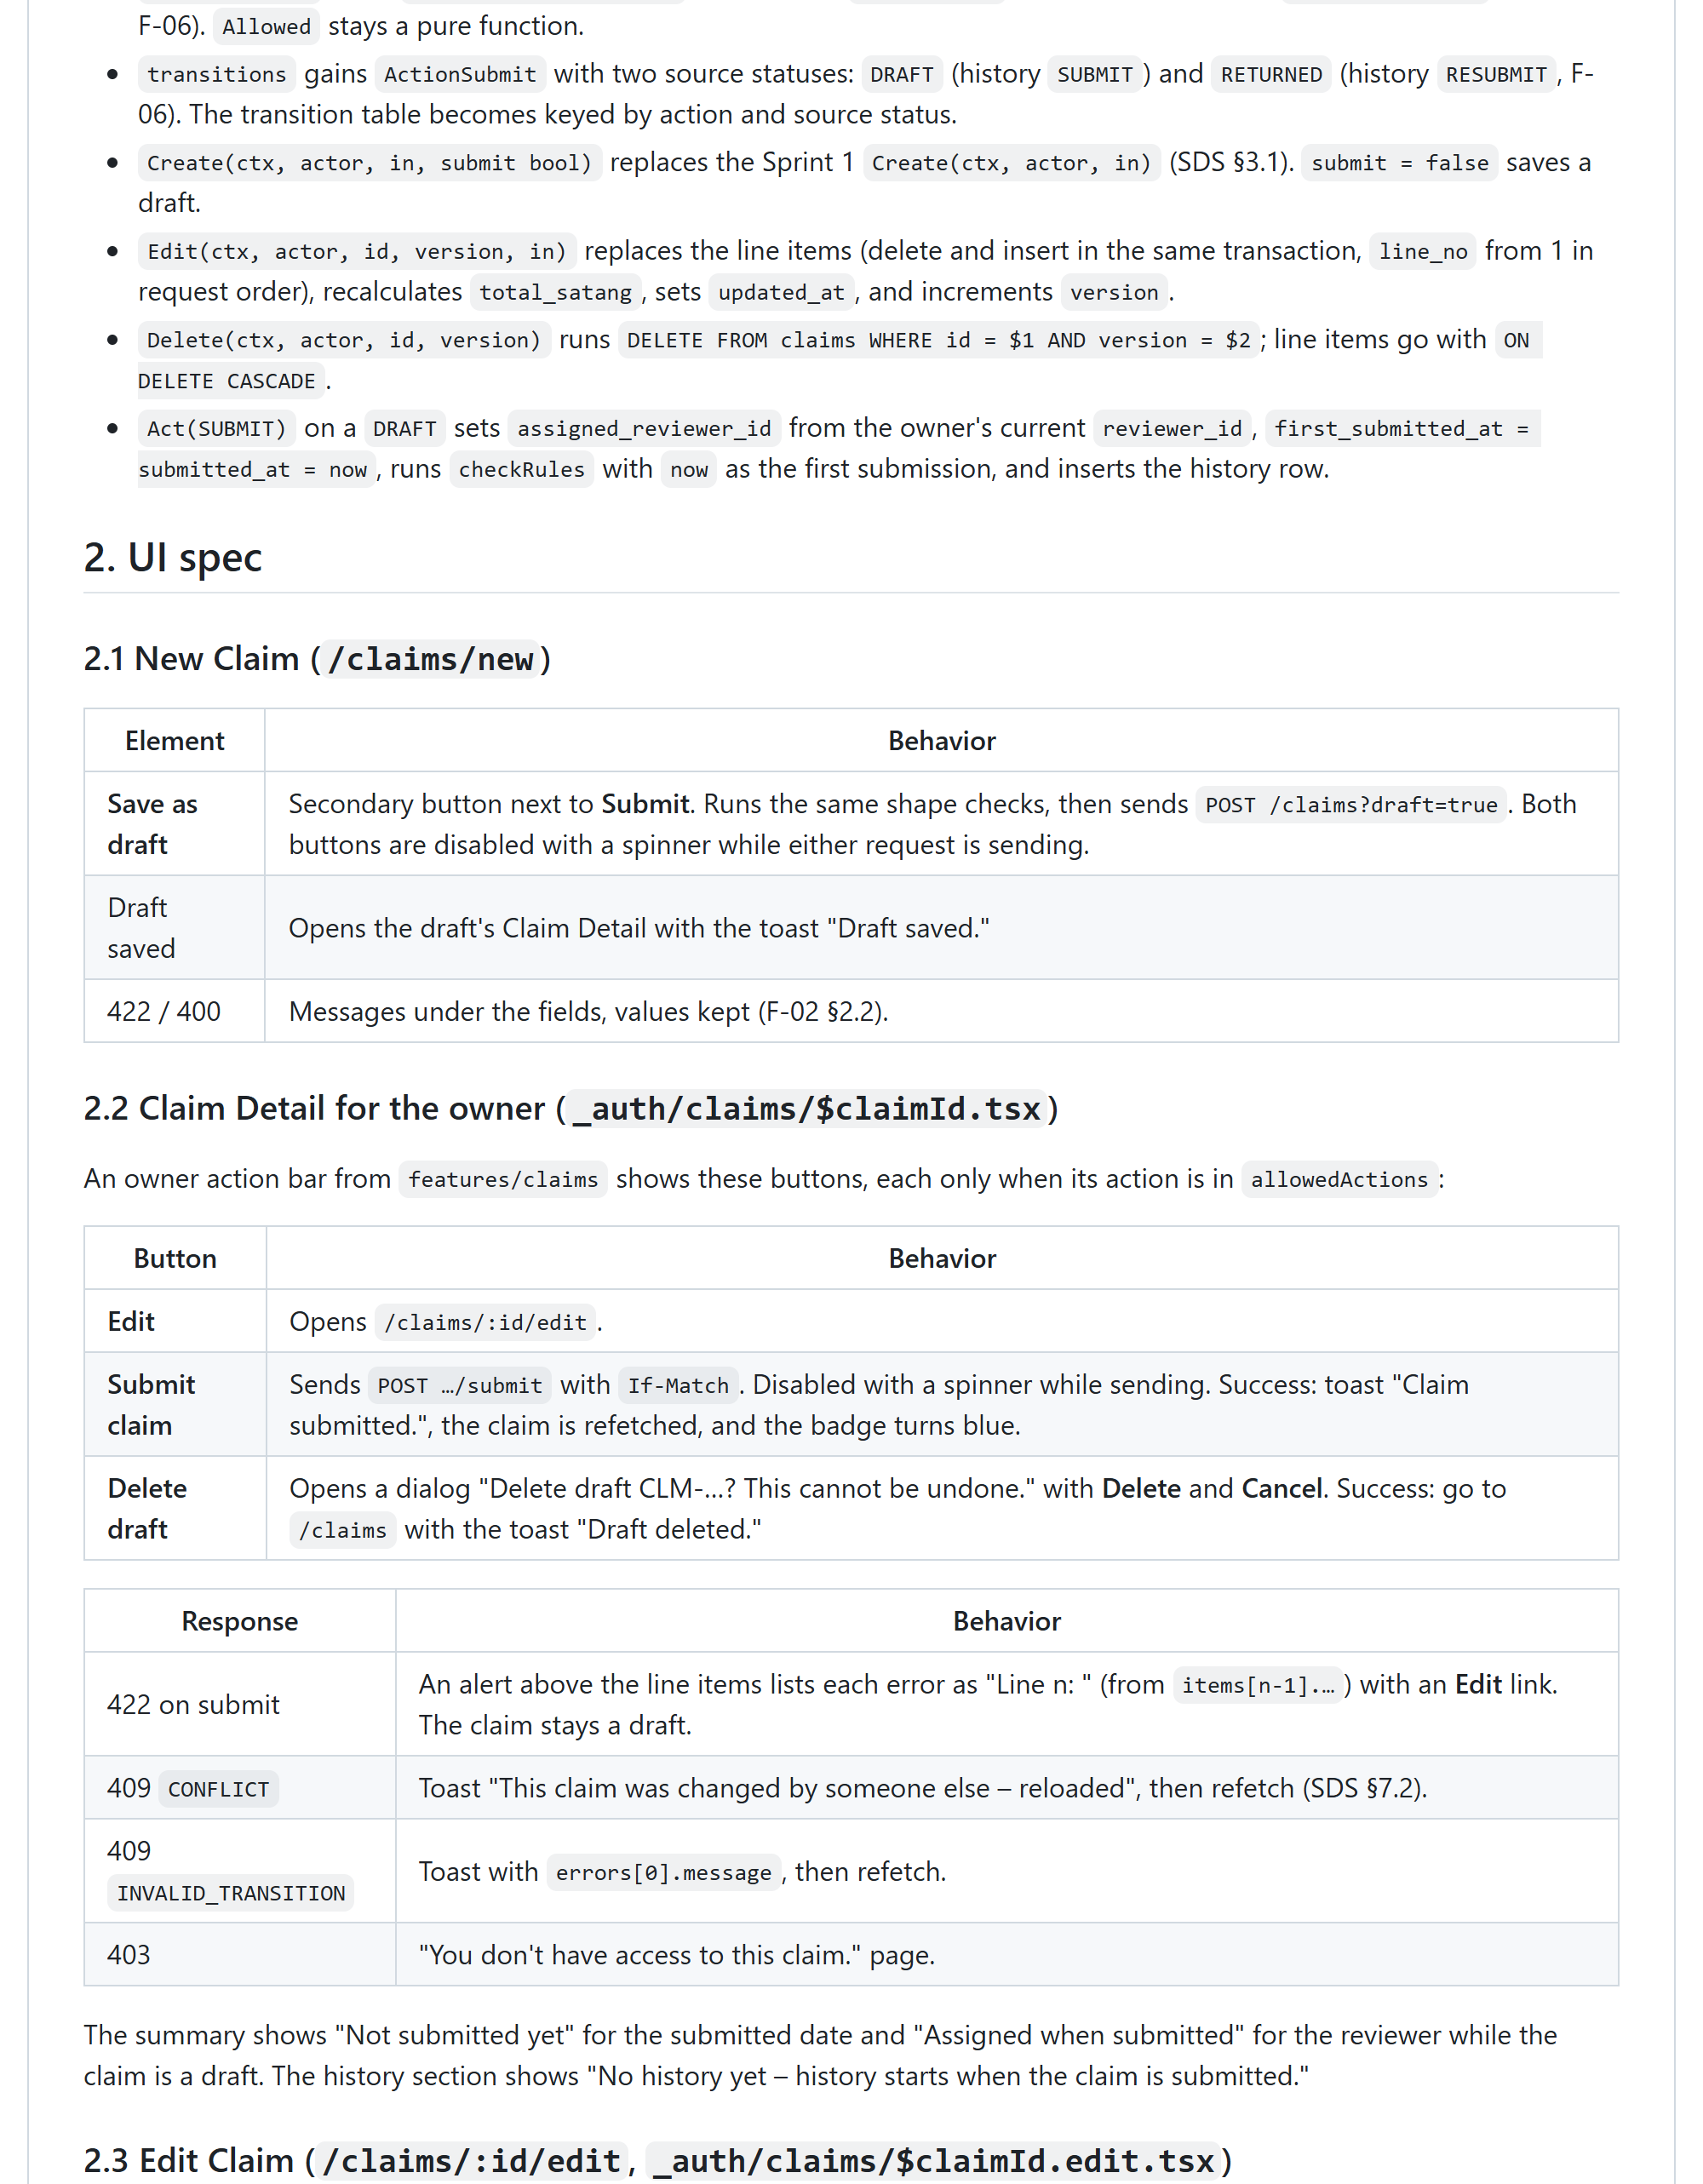 F-06). Allowed stays a pure function.
transitions gains ActionSubmit with two source statuses: DRAFT (history SUBMIT) and RETURNED (history RESUBMIT, F-
06). The transition table becomes keyed by action and source status.
Create(ctx, actor, in, submit bool) replaces the Sprint 1 Create(ctx, actor, in) (SDS §3.1). submit = false saves a
draft.
Edit(ctx, actor, id, version, in) replaces the line items (delete and insert in the same transaction, line_no from 1 in
request order), recalculates total_satang, sets updated_at, and increments version.
Delete(ctx, actor, id, version) runs DELETE FROM claims WHERE id = $1 AND version = $2; line items go with ON
DELETE CASCADE.
Act(SUBMIT) on a DRAFT sets assigned_reviewer_id from the owner's current reviewer_id, first_submitted_at =
submitted_at = now, runs checkRules with now as the first submission, and inserts the history row.
2. UI spec
2.1 New Claim (/claims/new)
Element Behavior
Save as
draft
Secondary button next to Submit. Runs the same shape checks, then sends POST /claims?draft=true. Both
buttons are disabled with a spinner while either request is sending.
Draft
saved
Opens the draft's Claim Detail with the toast "Draft saved."
422 / 400 Messages under the fields, values kept (F-02 §2.2).
2.2 Claim Detail for the owner (_auth/claims/$claimId.tsx)
An owner action bar from features/claims shows these buttons, each only when its action is in allowedActions:
Button Behavior
Edit Opens /claims/:id/edit.
Submit
claim
Sends POST …/submit with If-Match. Disabled with a spinner while sending. Success: toast "Claim
submitted.", the claim is refetched, and the badge turns blue.
Delete
draft
Opens a dialog "Delete draft CLM-…? This cannot be undone." with Delete and Cancel. Success: go to
/claims with the toast "Draft deleted."
Response Behavior
422 on submit
An alert above the line items lists each error as "Line n: " (from items[n-1].…) with an Edit link.
The claim stays a draft.
409 CONFLICT Toast "This claim was changed by someone else – reloaded", then refetch (SDS §7.2).
409
INVALID_TRANSITION
Toast with errors[0].message, then refetch.
403 "You don't have access to this claim." page.
The summary shows "Not submitted yet" for the submitted date and "Assigned when submitted" for the reviewer while the
claim is a draft. The history section shows "No history yet – history starts when the claim is submitted."
2.3 Edit Claim (/claims/:id/edit, _auth/claims/$claimId.edit.tsx)